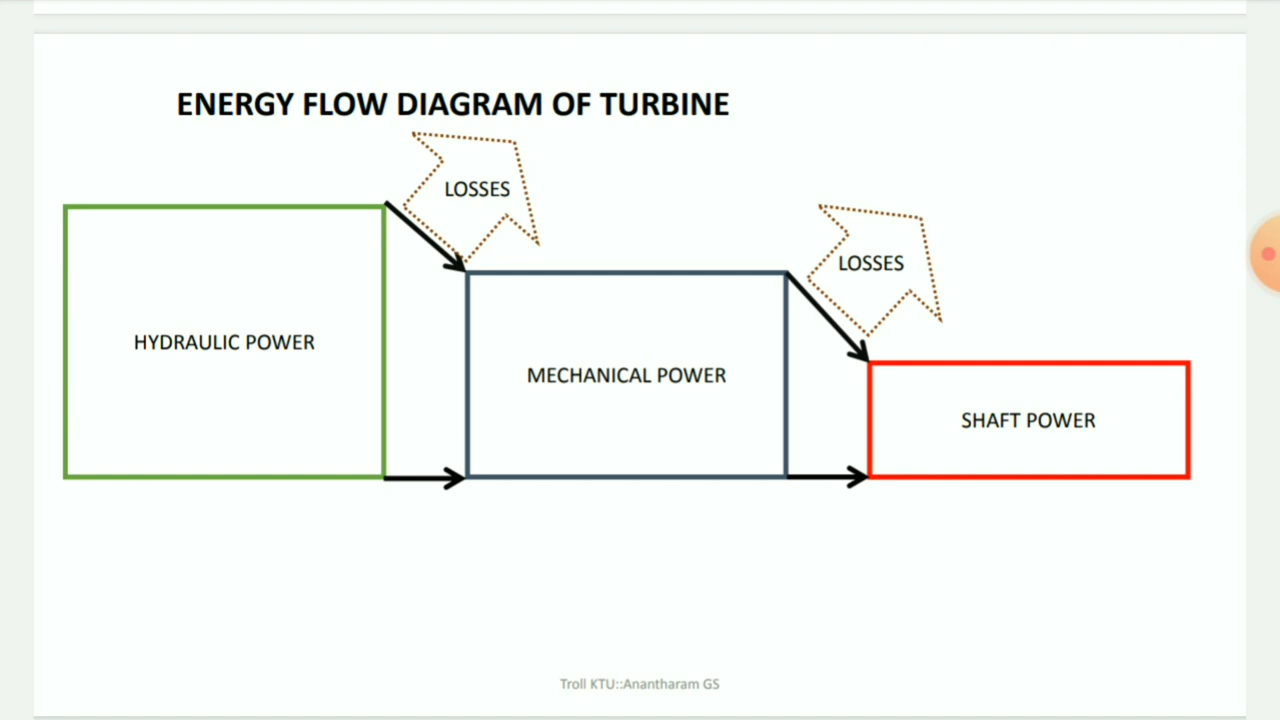 ENERGY FLOW DIAGRAM OF TURBINE
LOSSES
LOSSES
HYDRAULIC POWER
MECHANICAL POWER
SHAFT POWER
Troll KTU::Anantharam GS